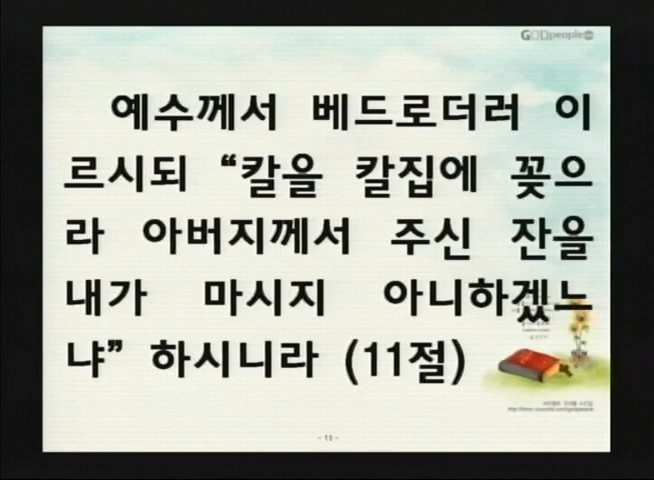 GODpeople
예수께서 베드로더러 이
르시되 “칼을 칼집에 꽂으
라 아버지께서 주신 잔을
내가 마시지 아니하겠느
냐” 하시니라 (11절)
- 13 -